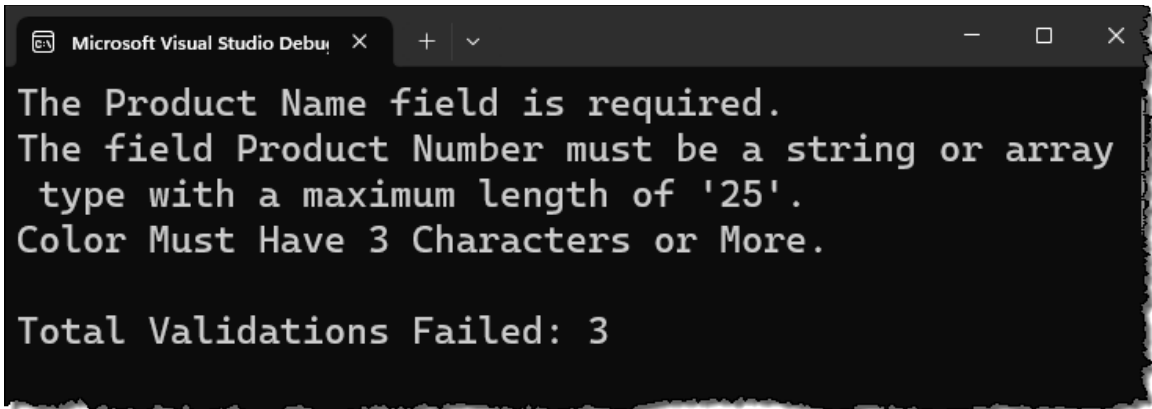 Microsoft Visual Studio Debu
The Product Name field is required.
The field Product Number must be a string or array
type with a maximum length of '25'.
Color Must Have 3 Characters or More.
Total Validations Failed: 3